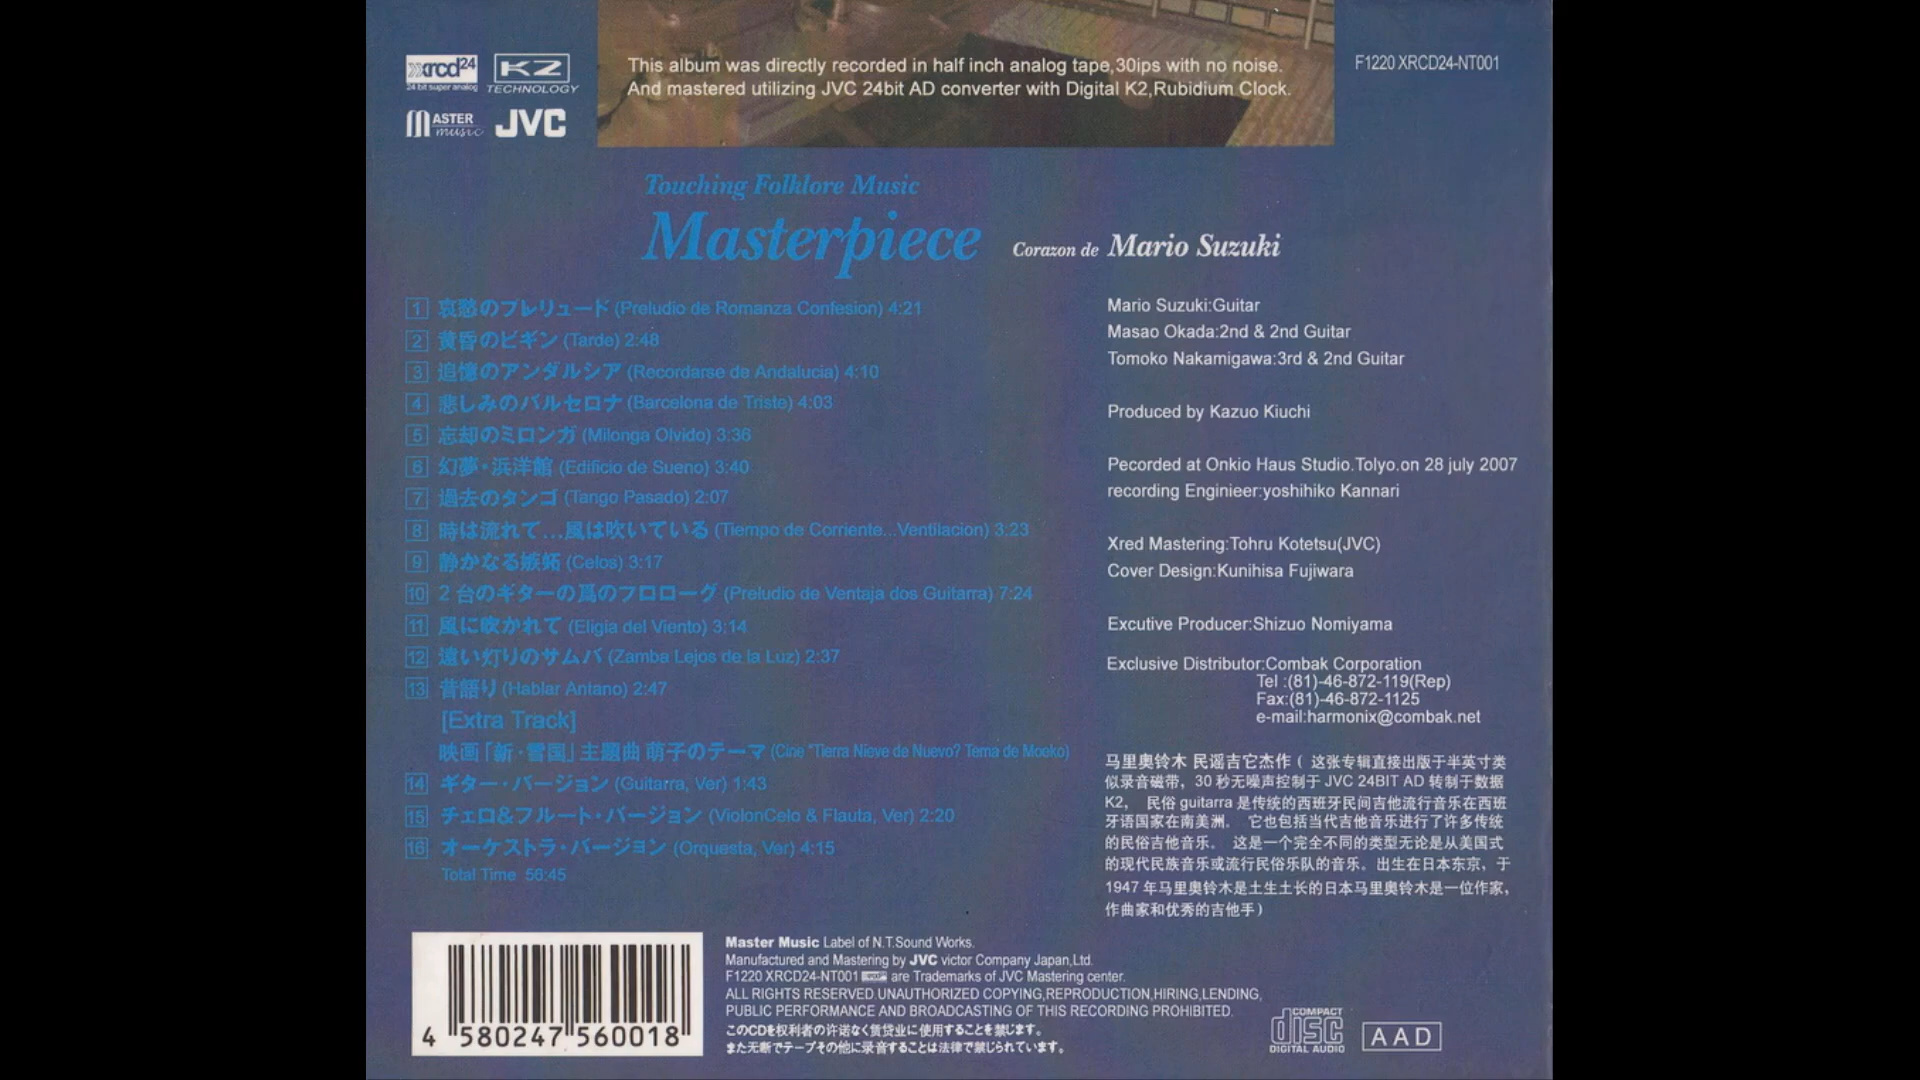 xrcd24
24 bit super analog
K2
TECHNOLOGY
MASTER music
JVC
This album was directly recorded in half inch analog tape,30ips with no noise.
And mastered utilizing JVC 24bit AD converter with Digital K2,Rubidium Clock.
F1220 XRCD24-NT001
Touching Folklore Music
Masterpiece
Corazon de Mario Suzuki
1 哀愁のプレリュード (Preludio de Romanza Confesion) 4:21
2 黄昏のビギン (Tarde) 2:48
3 追憶のアンダルシア (Recordarse de Andalucia) 4:10
4 悲しみのバルセロナ (Barcelona de Triste) 4:03
5 忘却のミロンガ (Milonga Olvido) 3:36
6 幻夢・浜洋館 (Edificio de Sueno) 3:40
7 過去のタンゴ (Tango Pasado) 2:07
8 時は流れて...風は吹いている (Tiempo de Corriente...Ventilacion) 3:23
9 静かなる嫉妬 (Celos) 3:17
10 2 台のギターの爲のプロローグ (Preludio de Ventaja dos Guitarra) 7:24
11 風に吹かれて (Eligia del Viento) 3:14
12 遠い灯りのサムバ (Zamba Lejos de la Luz) 2:37
13 昔語り (Hablar Antano) 2:47
[Extra Track]
映画「新・雪国」主題曲 萌子のテーマ (Cine "Tierra Nieve de Nuevo? Tema de Moeko)
14 ギター・バージョン (Guitarra, Ver) 1:43
15 チェロ&フルート・バージョン (ViolonCelo & Flauta, Ver) 2:20
16 オーケストラ・バージョン (Orquesta, Ver) 4:15
Total Time 56:45
Mario Suzuki:Guitar
Masao Okada:2nd & 2nd Guitar
Tomoko Nakamigawa:3rd & 2nd Guitar
Produced by Kazuo Kiuchi
Pecorded at Onkio Haus Studio.Tolyo.on 28 july 2007
recording Enginieer:yoshihiko Kannari
Xred Mastering:Tohru Kotetsu(JVC)
Cover Design:Kunihisa Fujiwara
Excutive Producer:Shizuo Nomiyama
Exclusive Distributor:Combak Corporation
Tel :(81)-46-872-119(Rep)
Fax:(81)-46-872-1125
e-mail:harmonix@combak.net
马里奥铃木 民谣吉它杰作 ( 这张专辑直接出版于半英寸类
似录音磁带，30 秒无噪声控制于 JVC 24BIT AD 转制于数据
K2， 民俗 guitarra 是传统的西班牙民间吉他流行音乐在西班
牙语国家在南美洲。 它也包括当代吉他音乐进行了许多传统
的民俗吉他音乐。 这是一个完全不同的类型无论是从美国式
的现代民族音乐或流行民俗乐队的音乐。出生在日本东京，于
1947 年马里奥铃木是土生土长的日本马里奥铃木是一位作家，
作曲家和优秀的吉他手 )
4 580247 560018
Master Music Label of N.T.Sound Works.
Manufactured and Mastering by JVC victor Company Japan,Ltd.
F1220 XRCD24-NT001 xrcd are Trademarks of JVC Mastering center.
ALL RIGHTS RESERVED.UNAUTHORIZED COPYING,REPRODUCTION,HIRING,LENDING,
PUBLIC PERFORMANCE AND BROADCASTING OF THIS RECORDING PROHIBITED.
このCDを权利者の许诺なく赁贷业に使用することを禁じます。
また无断でテープその他に录音することは法律で禁じられています。
COMPACT
disc
DIGITAL AUDIO
AAD